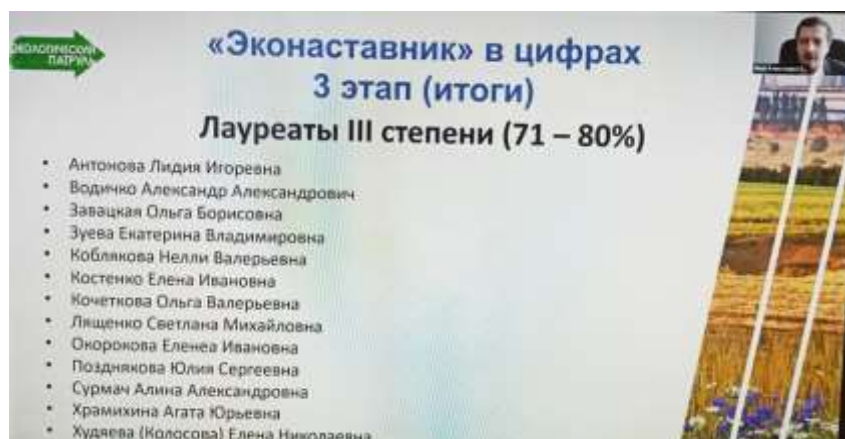 ЭКОЛОГИЧЕСКИЙ
ПАТРУЛЬ
«Эконаставник» в цифрах
3 этап (итоги)
Лауреаты III степени (71 – 80%)
• Антонова Лидия Игоревна
• Водичко Александр Александрович
• Завацкая Ольга Борисовна
• Зуева Екатерина Владимировна
• Коблякова Нелли Валерьевна
• Костенко Елена Ивановна
• Кочеткова Ольга Валерьевна
• Лященко Светлана Михайловна
• Окорокова Еленеа Ивановна
• Позднякова Юлия Сергеевна
• Сурмач Алина Александровна
• Храмихина Агата Юрьевна
• Худяева (Колосова) Елена Николаевна